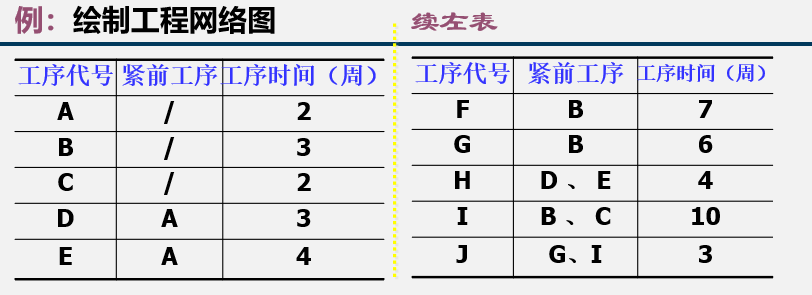 例：绘制工程网络图
工序代号 紧前工序 工序时间（周）
A / 2
B / 3
C / 2
D A 3
E A 4
续左表
工序代号 紧前工序 工序时间（周）
F B 7
G B 6
H D 、 E 4
I B 、 C 10
J G、I 3